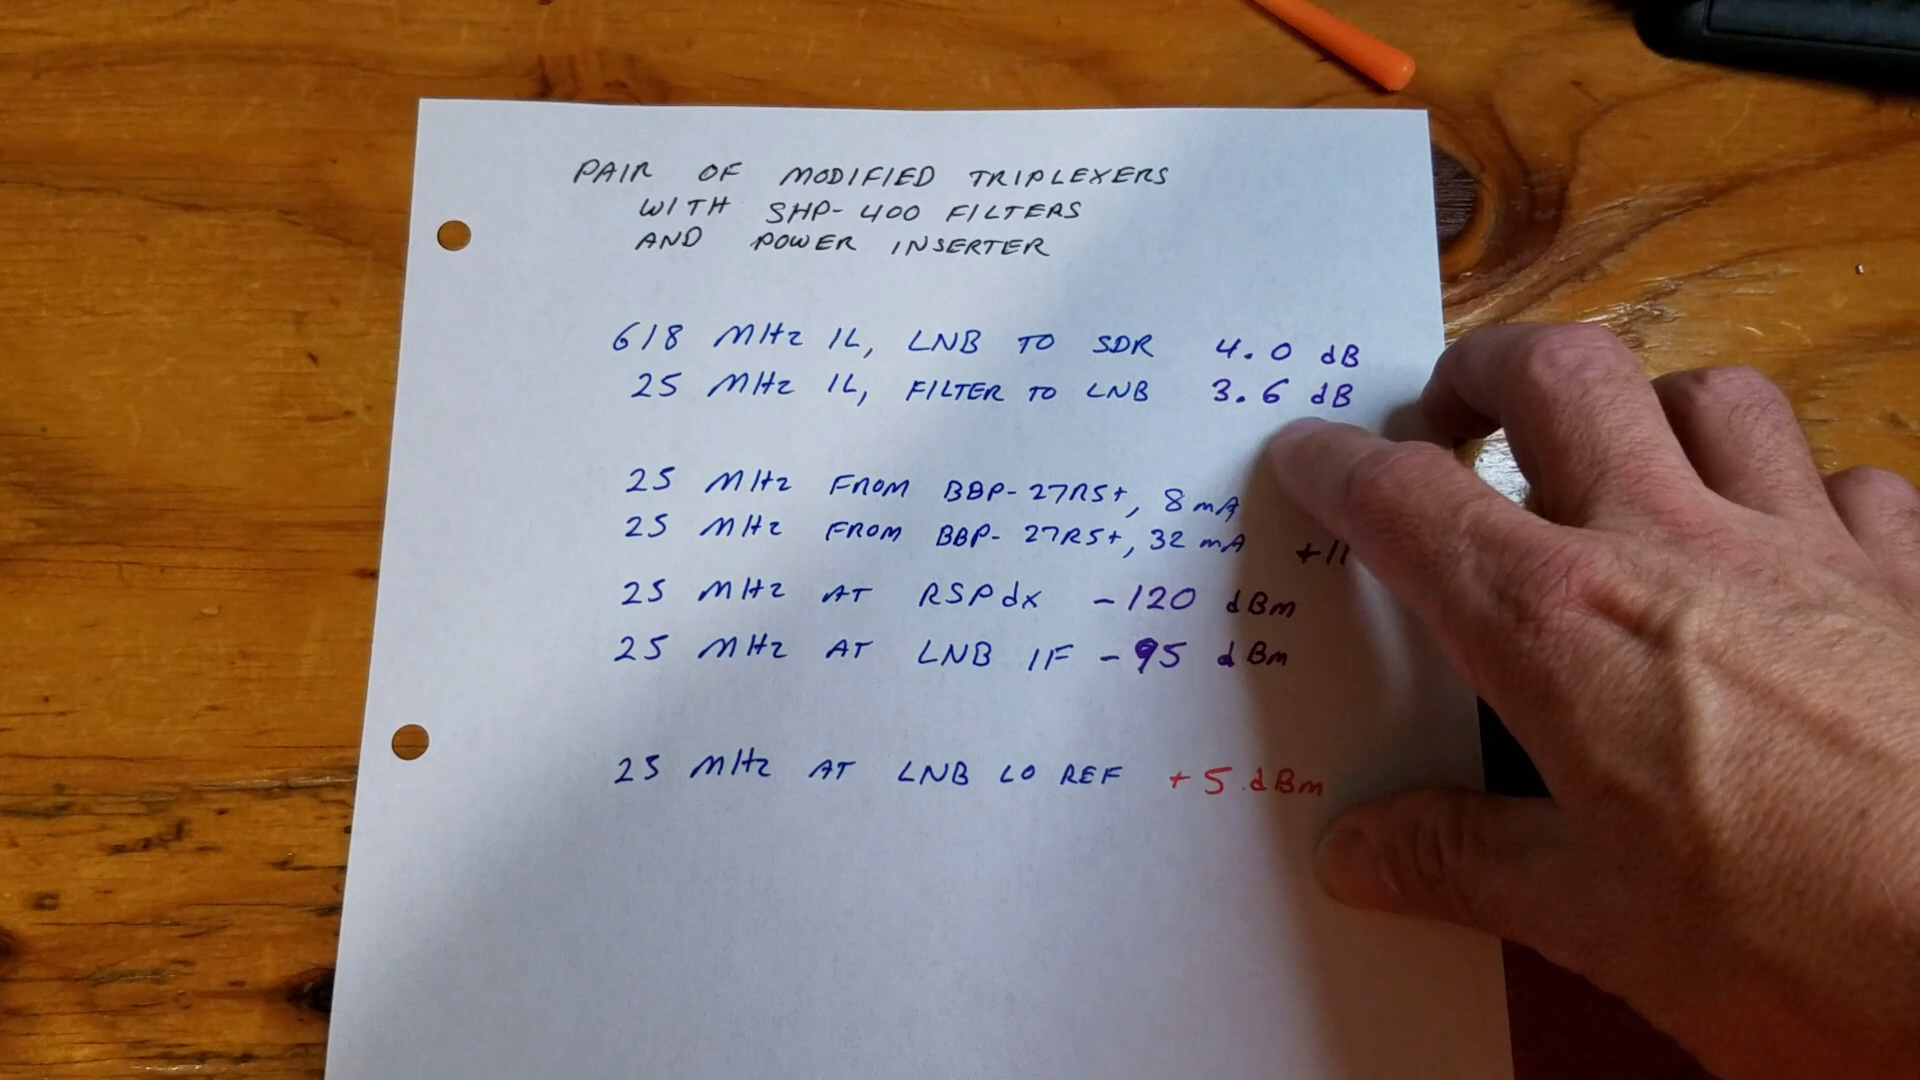 PAIR OF MODIFIED TRIPLEXERS
WITH SHP-400 FILTERS
AND POWER INSERTER
618 MHz IL, LNB TO SDR 4.0 dB
25 MHz IL, FILTER TO LNB 3.6 dB
25 MHz FROM BBP-27RS+, 8 mA
25 MHz FROM BBP-27RS+, 32 mA +11
25 MHz AT RSPdx -120 dBm
25 MHz AT LNB IF -95 dBm
25 MHz AT LNB LO REF +5 dBm